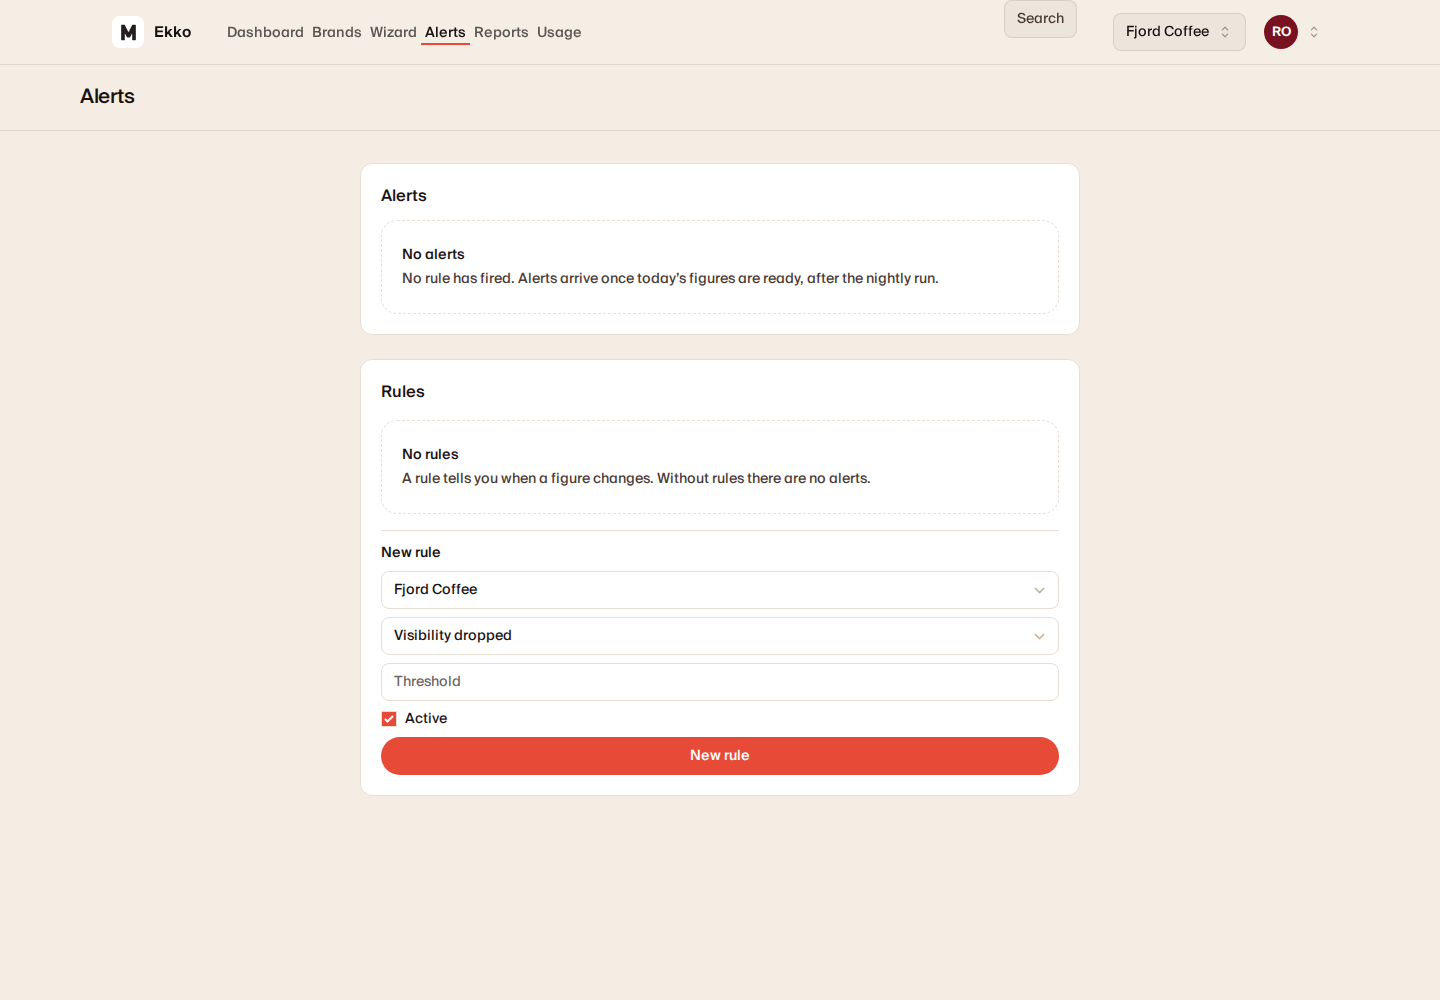 M Ekko Dashboard Brands Wizard Alerts Reports Usage Search Fjord Coffee RO
Alerts
Alerts
No alerts
No rule has fired. Alerts arrive once today's figures are ready, after the nightly run.
Rules
No rules
A rule tells you when a figure changes. Without rules there are no alerts.
New rule
Fjord Coffee
Visibility dropped
Threshold
Active
New rule